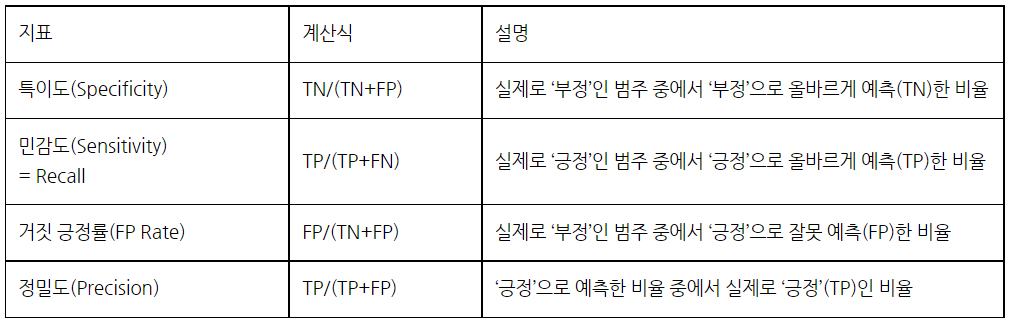 지표 계산식 설명
특이도(Specificity) TN/(TN+FP) 실제로 ‘부정’인 범주 중에서 ‘부정’으로 올바르게 예측(TN)한 비율
민감도(Sensitivity)
= Recall TP/(TP+FN) 실제로 ‘긍정’인 범주 중에서 ‘긍정’으로 올바르게 예측(TP)한 비율
거짓 긍정률(FP Rate) FP/(TN+FP) 실제로 ‘부정’인 범주 중에서 ‘긍정’으로 잘못 예측(FP)한 비율
정밀도(Precision) TP/(TP+FP) ‘긍정’으로 예측한 비율 중에서 실제로 ‘긍정’(TP)인 비율